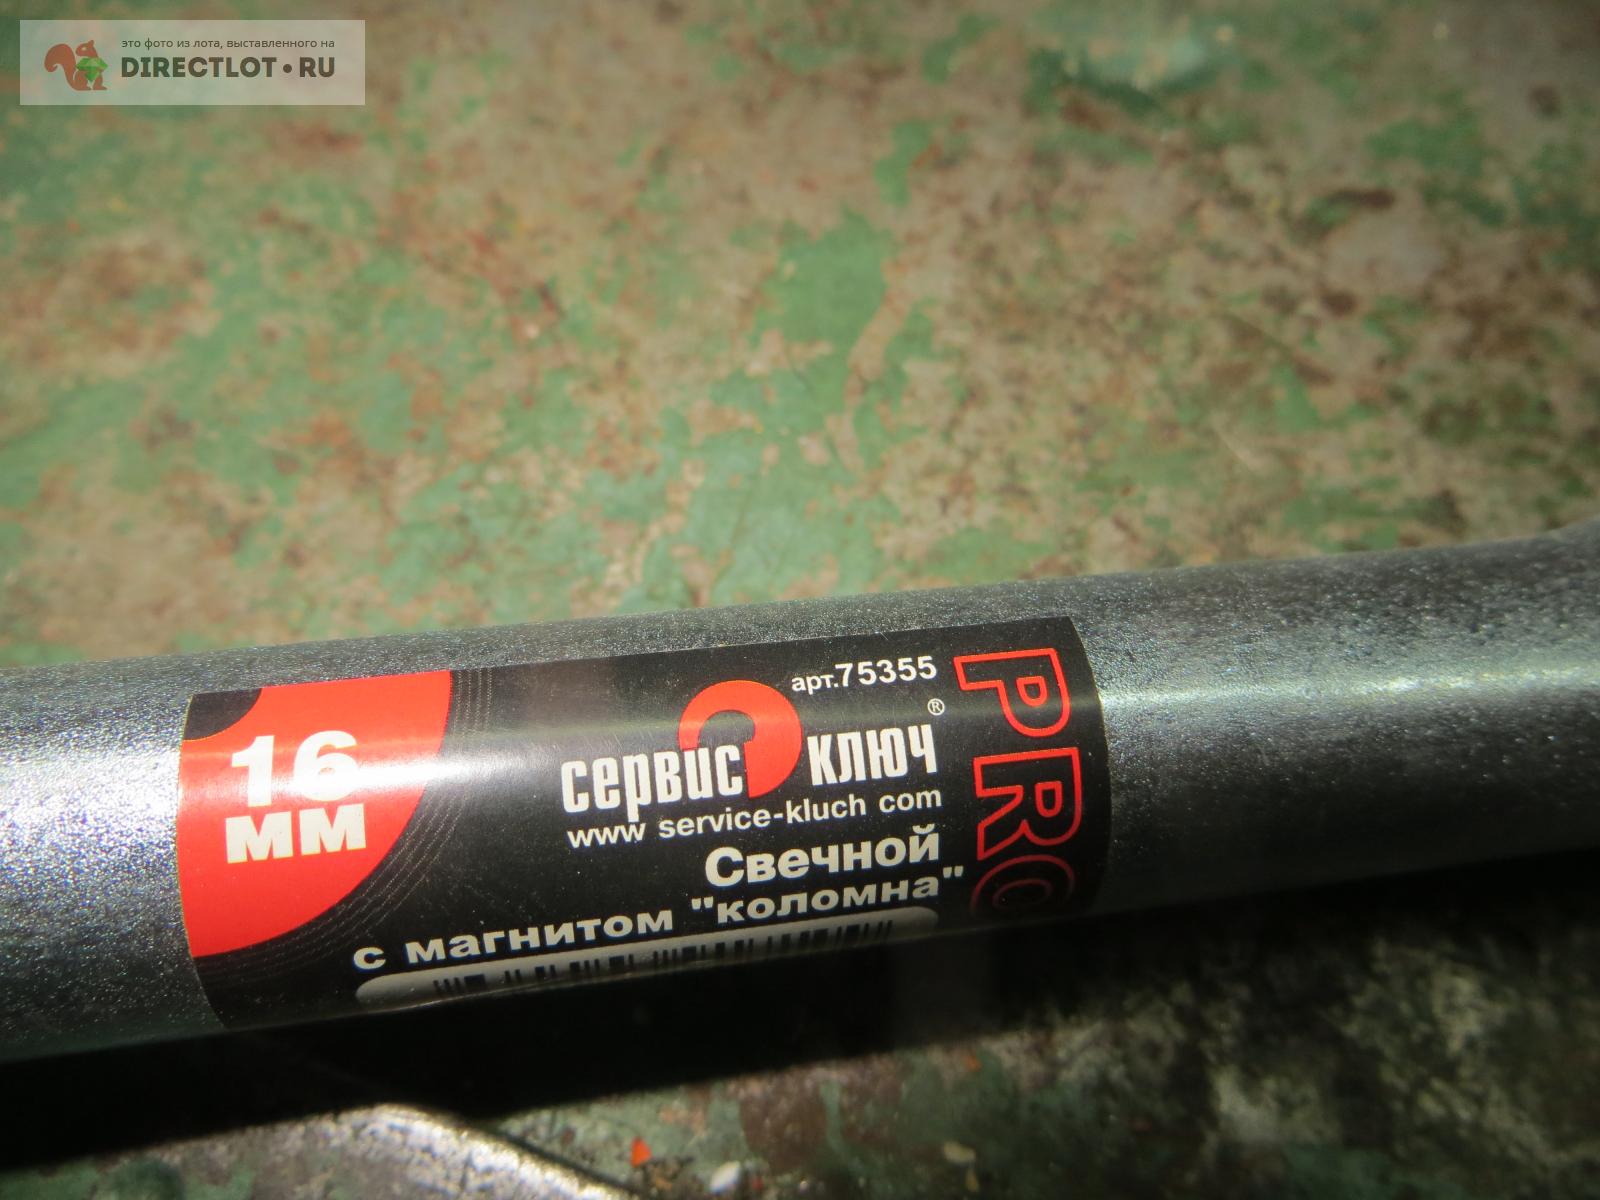 это фото из лота, выставленного на
DIRECTLOT•RU
16
мм
арт.75355
сервис ключ®
www service-kluch com
Свечной
с магнитом "коломна"
PRO